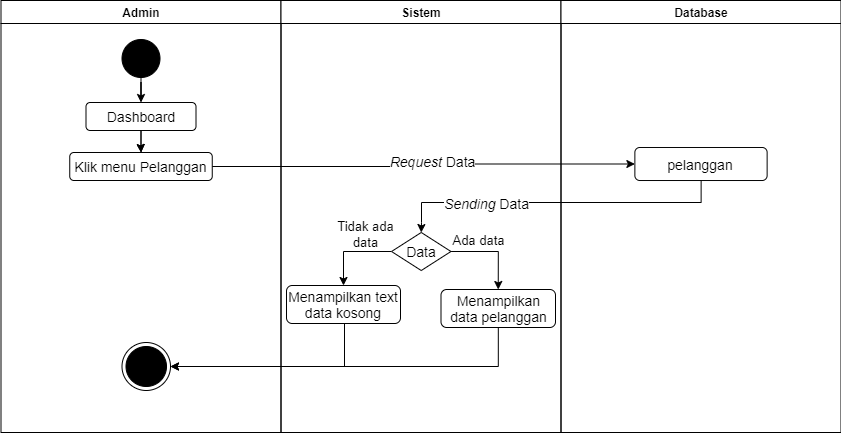 Admin
Sistem
Database
Dashboard
Klik menu Pelanggan
Request Data
pelanggan
Sending Data
Tidak ada
data
Data
Ada data
Menampilkan text
data kosong
Menampilkan
data pelanggan